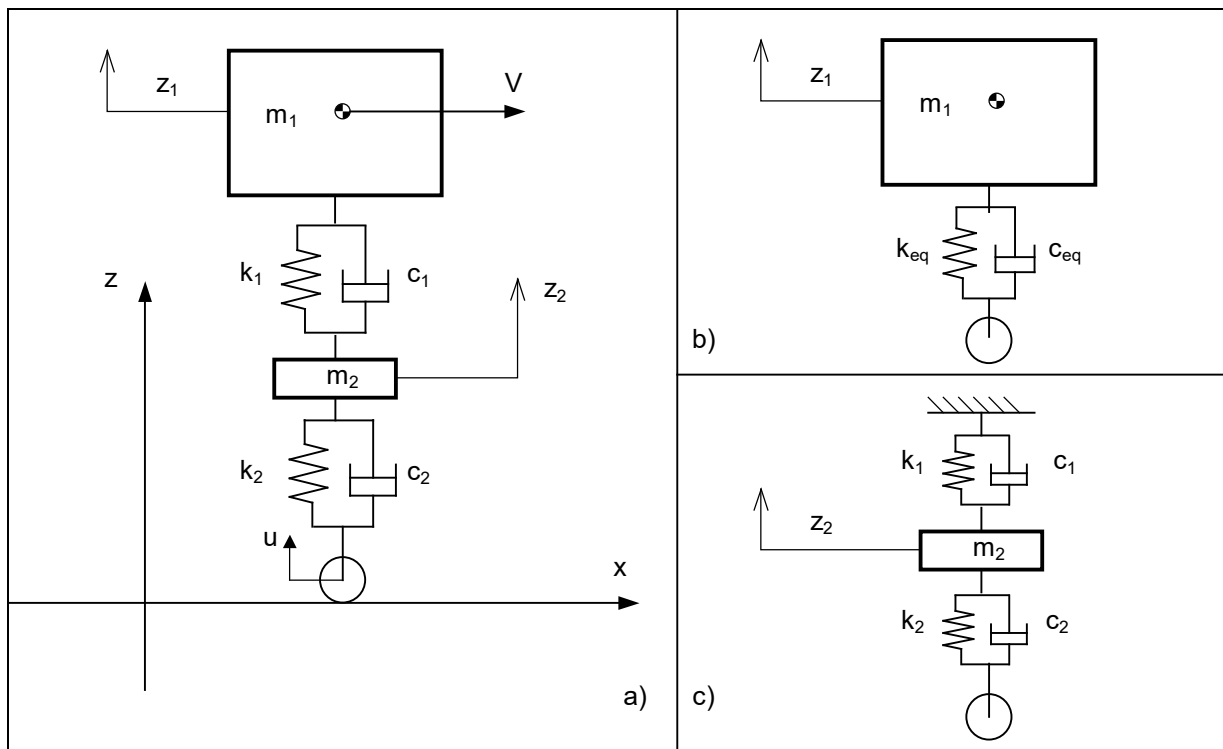 z₁
V
m₁
k₁
c₁
z
z₂
m₂
k₂
c₂
u
x
a)
z₁
m₁
kₑq
cₑq
b)
k₁
c₁
z₂
m₂
k₂
c₂
c)